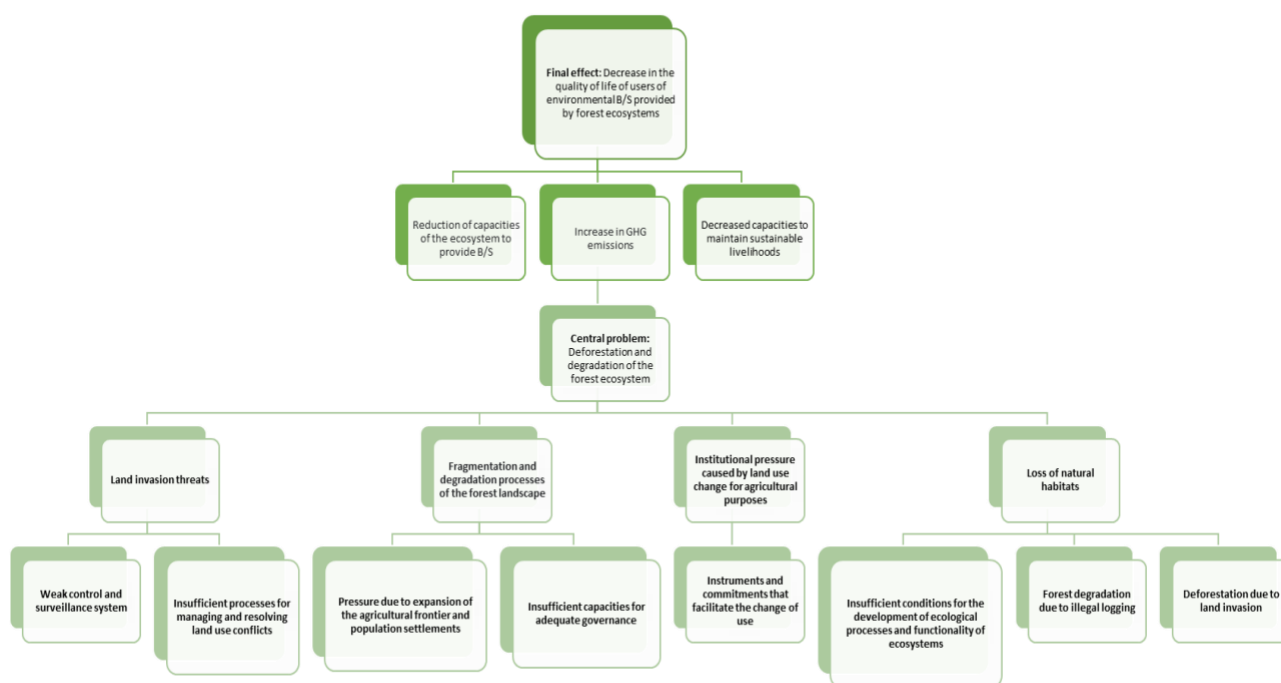 Final effect: Decrease in the
quality of life of users of
environmental B/S provided
by forest ecosystems
Reduction of capacities
of the ecosystem to
provide B/S
Increase in GHG
emissions
Decreased capacities to
maintain sustainable
livelihoods
Central problem:
Deforestation and
degradation of the
forest ecosystem
Land invasion threats
Fragmentation and
degradation processes
of the forest landscape
Institutional pressure
caused by land use
change for agricultural
purposes
Loss of natural
habitats
Weak control and
surveillance system
Insufficient processes for
managing and resolving
land use conflicts
Pressure due to expansion of
the agricultural frontier and
population settlements
Insufficient capacities for
adequate governance
Instruments and
commitments that
facilitate the change of
use
Insufficient conditions for the
development of ecological
processes and functionality of
ecosystems
Forest degradation
due to illegal logging
Deforestation due to
land invasion